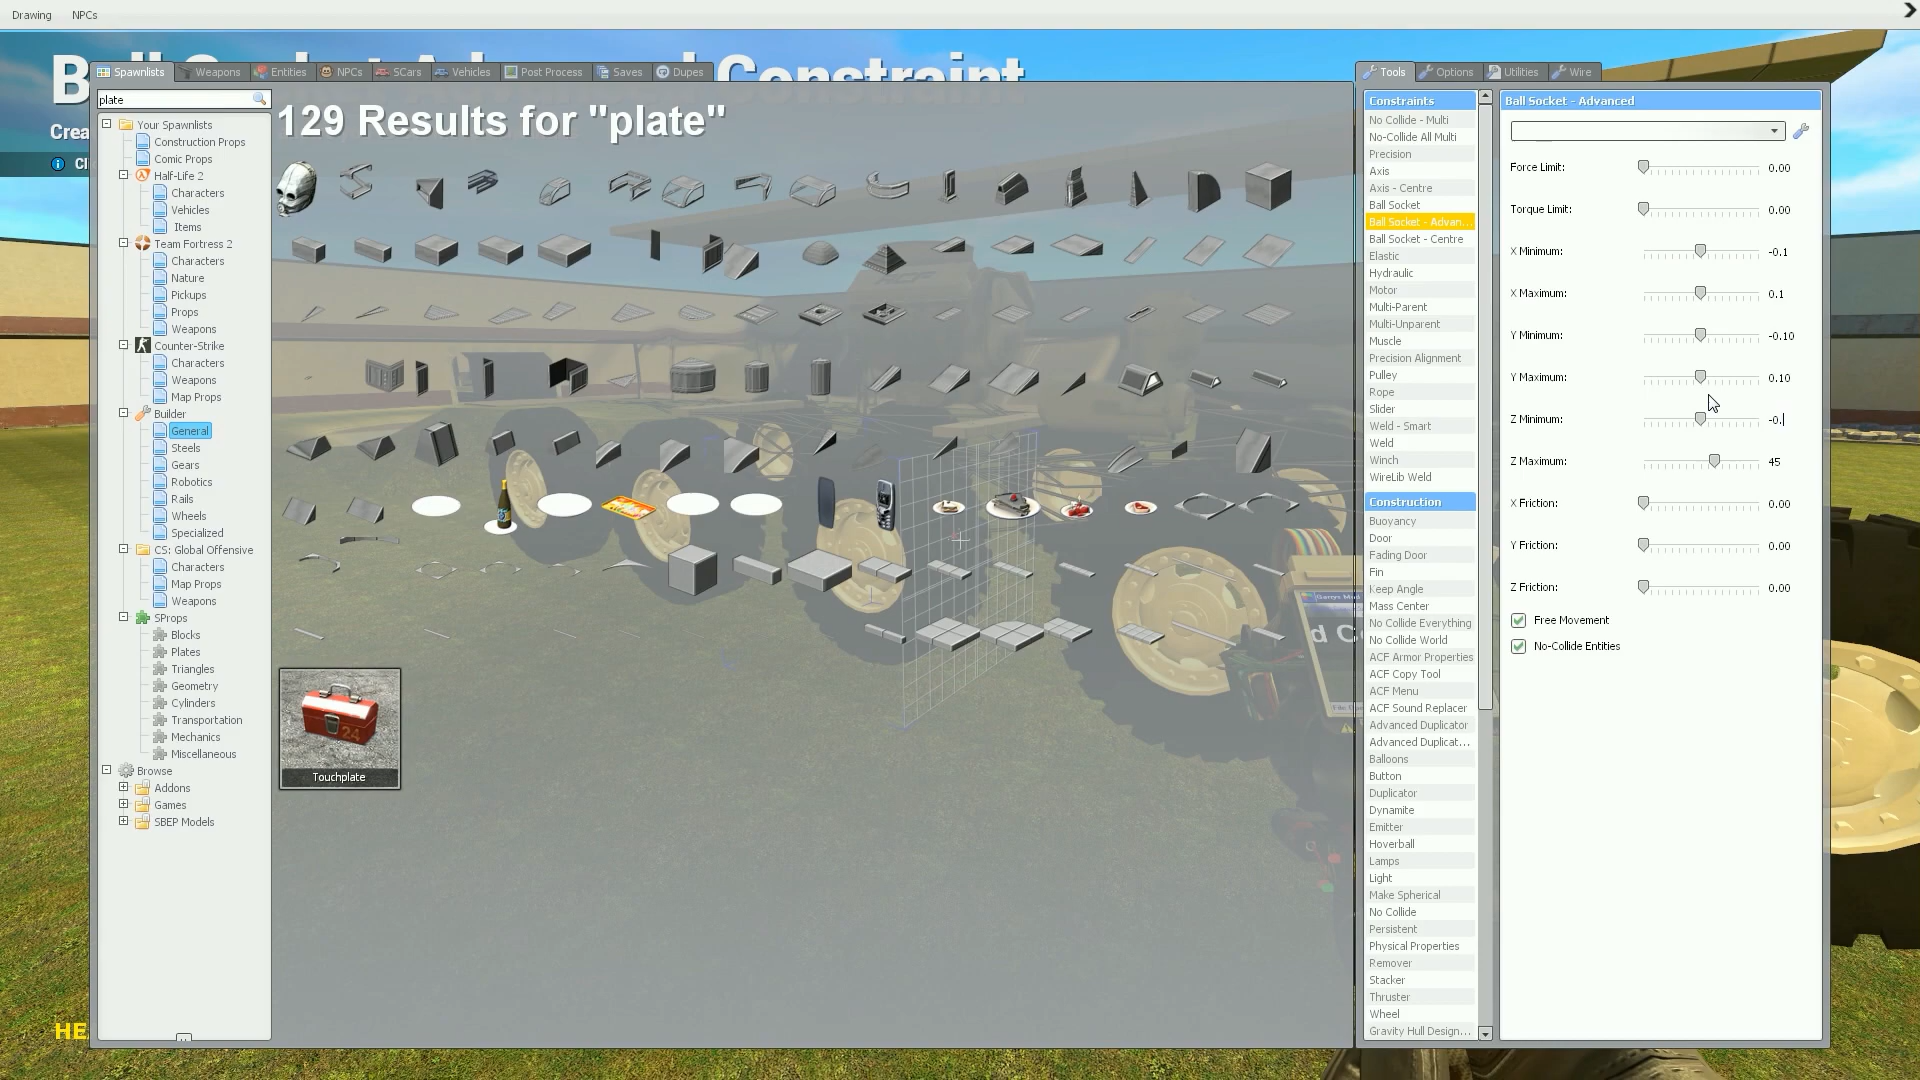 Drawing NPCs
Ball Socket Advanced Constraint
Spawnlists Weapons Entities NPCs SCars Vehicles Post Process Saves Dupes
plate
129 Results for "plate"
Crea
Cl
Your Spawnlists
Construction Props
Comic Props
Half-Life 2
Characters
Vehicles
Items
Team Fortress 2
Characters
Nature
Pickups
Props
Weapons
Counter-Strike
Characters
Weapons
Map Props
Builder
General
Steels
Gears
Robotics
Rails
Wheels
Specialized
CS: Global Offensive
Characters
Map Props
Weapons
SProps
Blocks
Plates
Triangles
Geometry
Cylinders
Transportation
Mechanics
Miscellaneous
Browse
Addons
Games
SBEP Models
HE
24
Touchplate
d Co
Tools Options Utilities Wire
Constraints
No Collide - Multi
No-Collide All Multi
Precision
Axis
Axis - Centre
Ball Socket
Ball Socket - Advan...
Ball Socket - Centre
Elastic
Hydraulic
Motor
Multi-Parent
Multi-Unparent
Muscle
Precision Alignment
Pulley
Rope
Slider
Weld - Smart
Weld
Winch
WireLib Weld
Construction
Buoyancy
Door
Fading Door
Fin
Keep Angle
Mass Center
No Collide Everything
No Collide World
ACF Armor Properties
ACF Copy Tool
ACF Menu
ACF Sound Replacer
Advanced Duplicator
Advanced Duplicat...
Balloons
Button
Duplicator
Dynamite
Emitter
Hoverball
Lamps
Light
Make Spherical
No Collide
Persistent
Physical Properties
Remover
Stacker
Thruster
Wheel
Gravity Hull Design...
Ball Socket - Advanced
Force Limit: 0.00
Torque Limit: 0.00
X Minimum: -0.1
X Maximum: 0.1
Y Minimum: -0.10
Y Maximum: 0.10
Z Minimum: -0.
Z Maximum: 45
X Friction: 0.00
Y Friction: 0.00
Z Friction: 0.00
Free Movement
No-Collide Entities